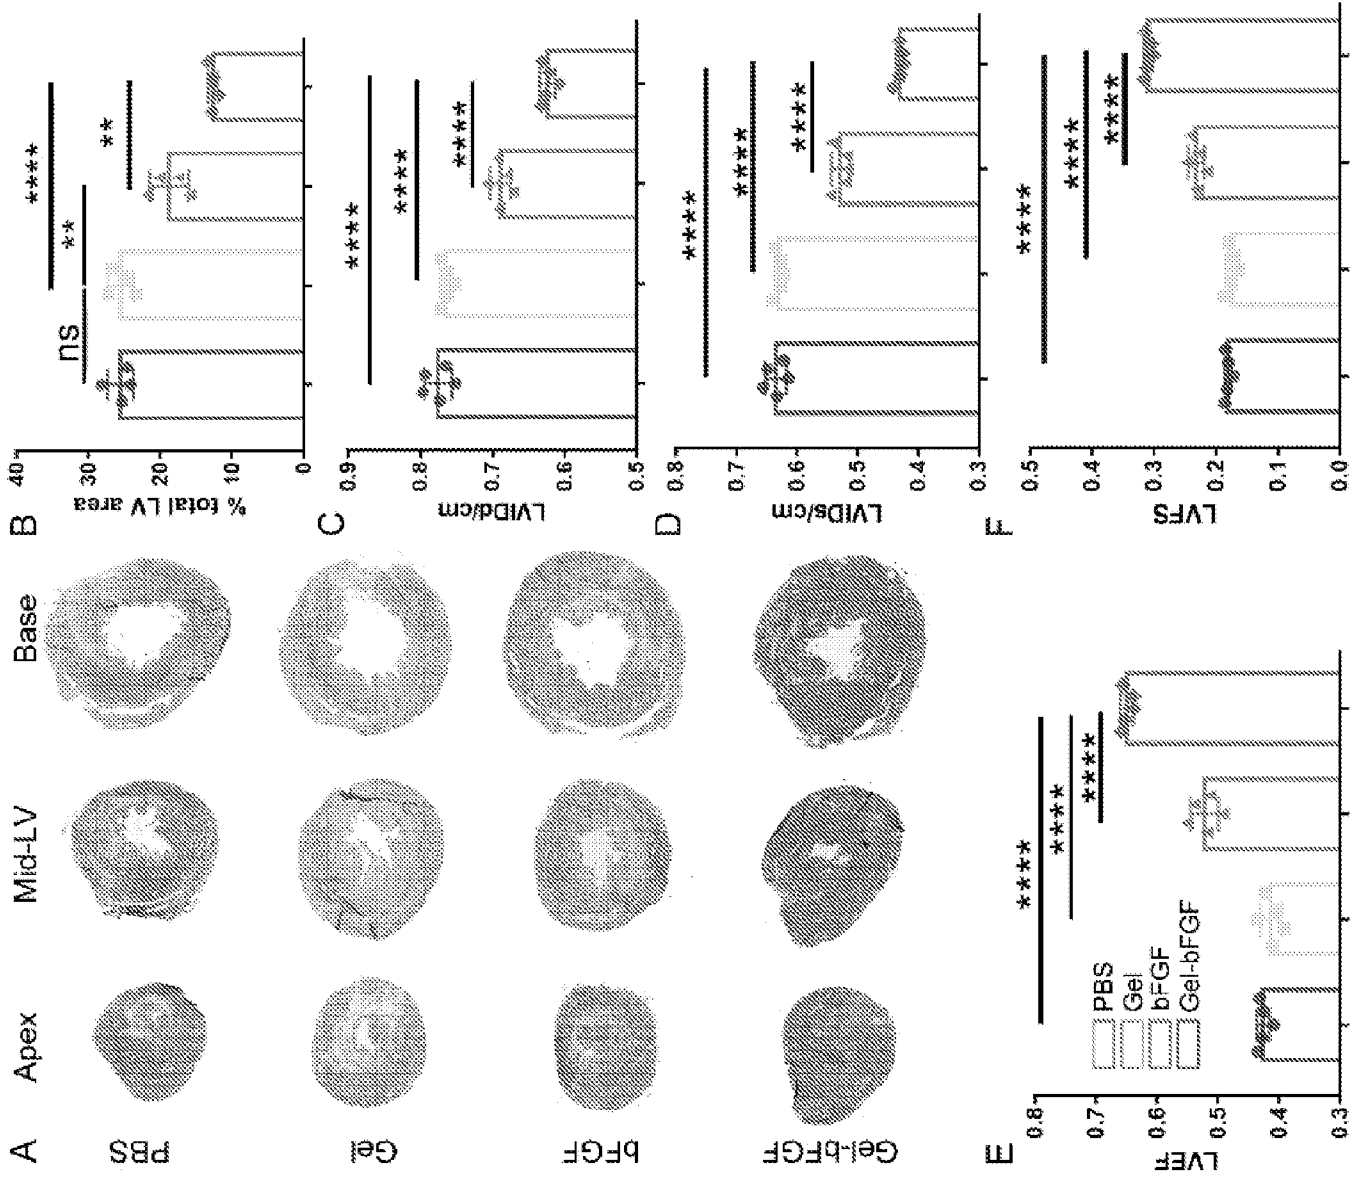 A
Apex
Mid-LV
Base
PBS
Gel
bFGF
Gel-bFGF
B
% total LV area
40
30
20
10
0
ns
**
****
**
C
LVIDd/cm
0.9
0.8
0.7
0.6
0.5
****
****
****
D
LVIDs/cm
0.8
0.7
0.6
0.5
0.4
0.3
****
****
****
E
LVEF
0.8
0.7
0.6
0.5
0.4
0.3
****
****
****
PBS
Gel
bFGF
Gel-bFGF
F
LVFS
0.5
0.4
0.3
0.2
0.1
0.0
****
****
****